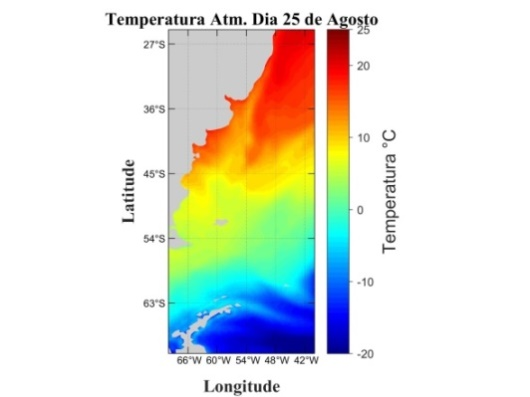 Temperatura Atm. Dia 25 de Agosto
27°S
36°S
45°S
54°S
63°S
Latitude
66°W 60°W 54°W 48°W 42°W
Longitude
25
20
10
0
-10
-20
Temperatura °C